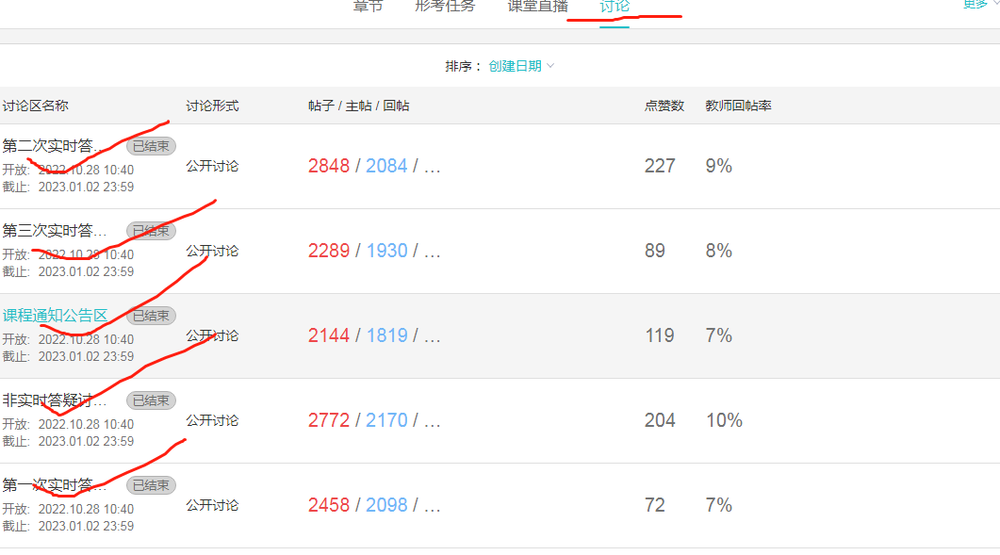 章节 形考任务 课堂直播 讨论 更多
排序： 创建日期
讨论区名称 讨论形式 帖子 / 主帖 / 回帖 点赞数 教师回帖率
第二次实时答... 已结束
开放: 2022.10.28 10:40
截止: 2023.01.02 23:59
公开讨论 2848 / 2084 / ... 227 9%
第三次实时答... 已结束
开放: 2022.10.28 10:40
截止: 2023.01.02 23:59
公开讨论 2289 / 1930 / ... 89 8%
课程通知公告区 已结束
开放: 2022.10.28 10:40
截止: 2023.01.02 23:59
公开讨论 2144 / 1819 / ... 119 7%
非实时答疑讨... 已结束
开放: 2022.10.28 10:40
截止: 2023.01.02 23:59
公开讨论 2772 / 2170 / ... 204 10%
第一次实时答... 已结束
开放: 2022.10.28 10:40
截止: 2023.01.02 23:59
公开讨论 2458 / 2098 / ... 72 7%